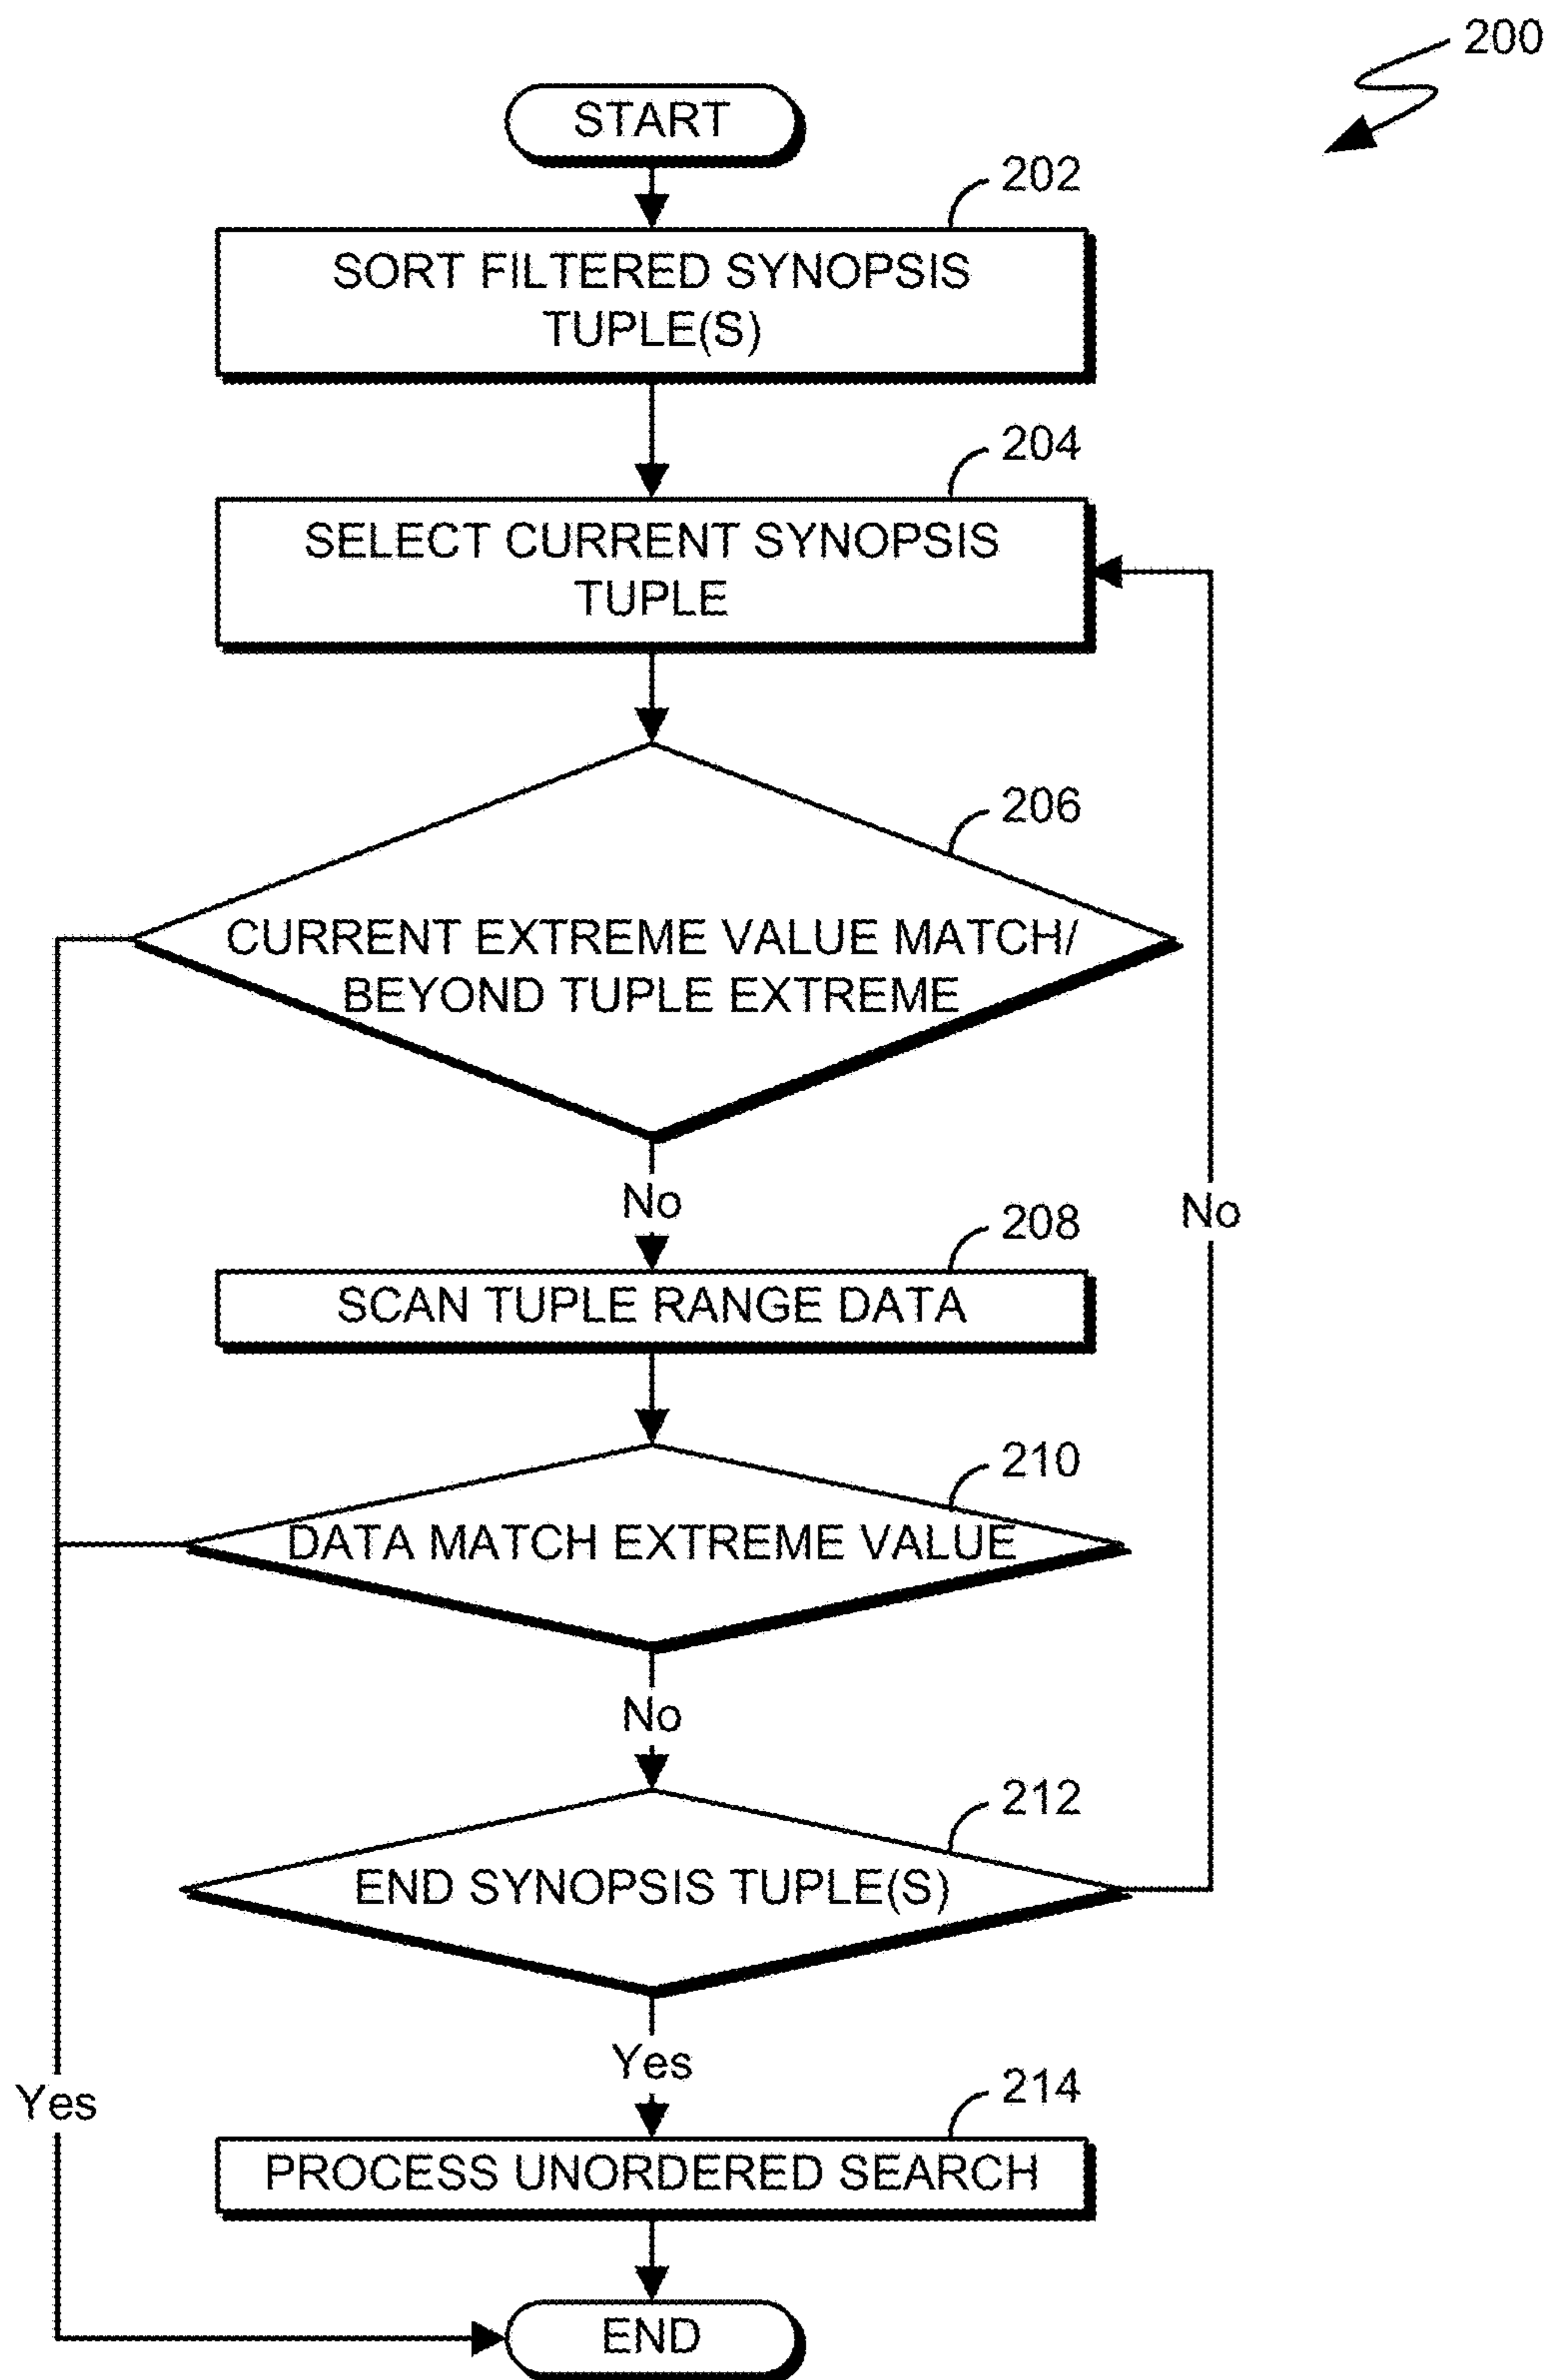 200
START
202
SORT FILTERED SYNOPSIS
TUPLE(S)
204
SELECT CURRENT SYNOPSIS
TUPLE
206
CURRENT EXTREME VALUE MATCH/
BEYOND TUPLE EXTREME
No
No
208
SCAN TUPLE RANGE DATA
210
DATA MATCH EXTREME VALUE
No
212
END SYNOPSIS TUPLE(S)
Yes
Yes
214
PROCESS UNORDERED SEARCH
END